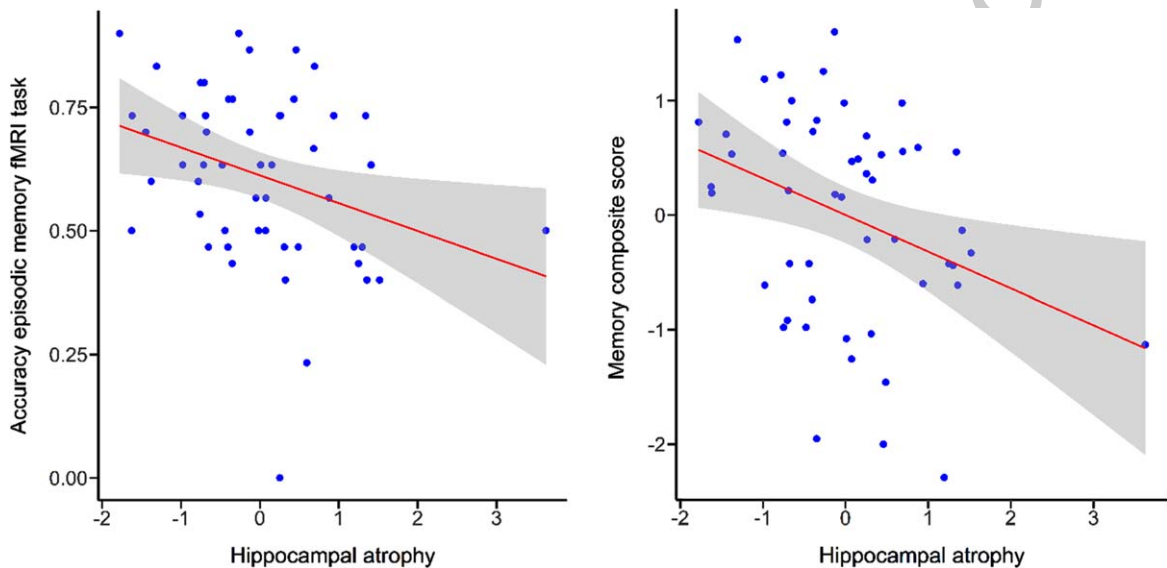 Accuracy episodic memory fMRI task
0.75
0.50
0.25
0.00
-2 -1 0 1 2 3
Hippocampal atrophy
Memory composite score
1
0
-1
-2
-2 -1 0 1 2 3
Hippocampal atrophy